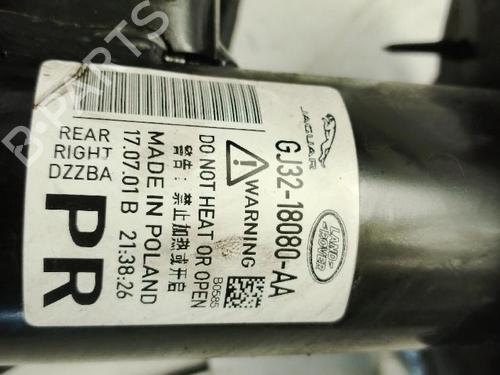 JAGUAR
LAND ROVER
GJ32-18080-AA
WARNING
DO NOT HEAT OR OPEN
警告:禁止加热或开启
B0585
MADE IN POLAND
17.07.01 B 21:38:26
REAR
RIGHT
DZZBA
PR
B-PARTS